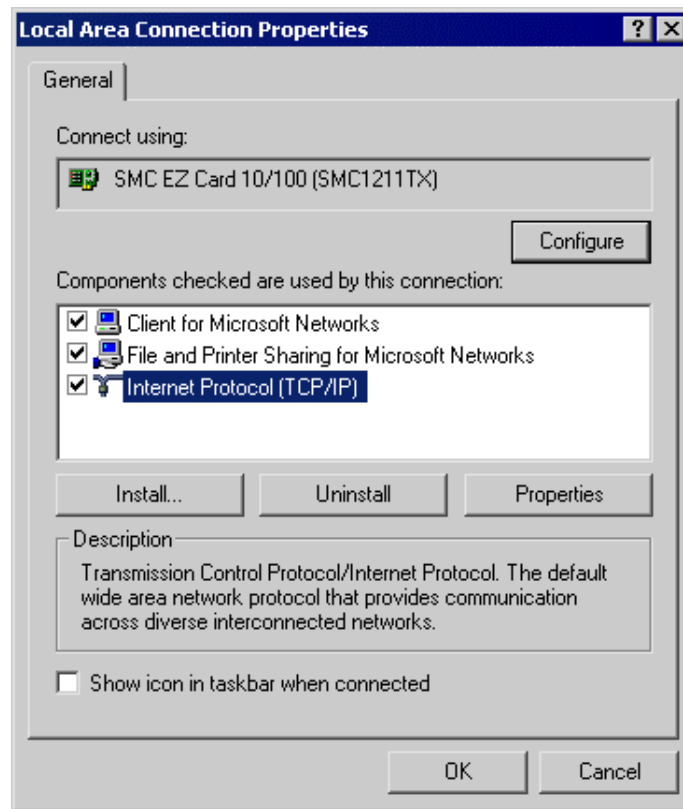 Local Area Connection Properties
General
Connect using:
SMC EZ Card 10/100 (SMC1211TX)
Configure
Components checked are used by this connection:
Client for Microsoft Networks
File and Printer Sharing for Microsoft Networks
Internet Protocol (TCP/IP)
Install... Uninstall Properties
Description
Transmission Control Protocol/Internet Protocol. The default
wide area network protocol that provides communication
across diverse interconnected networks.
Show icon in taskbar when connected
OK Cancel